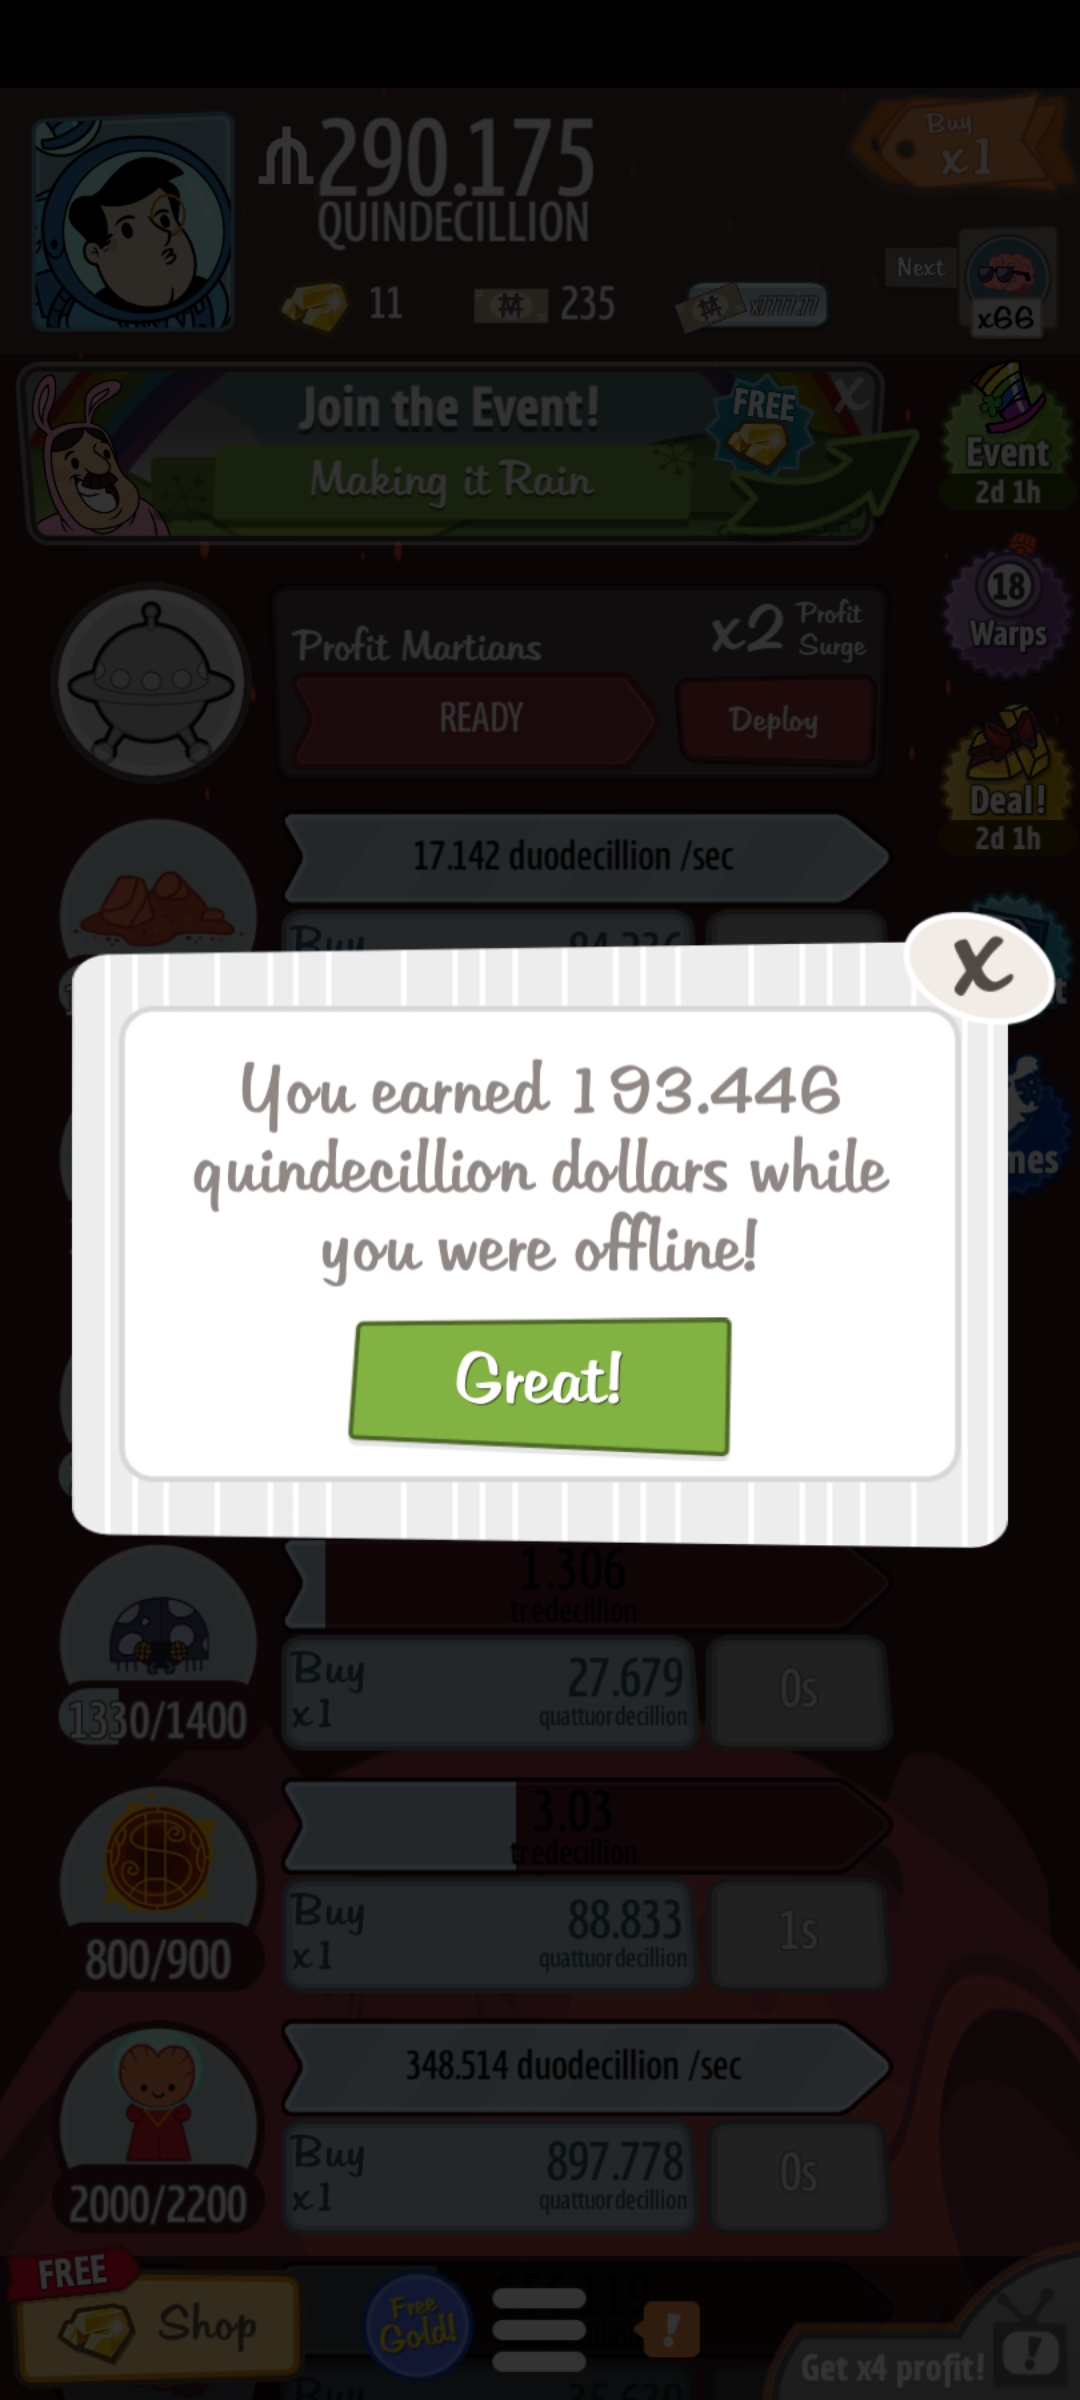 290.175
QUINDECILLION
Buy
x1
11
235
x7777.77
Next
x66
Join the Event!
FREE
Making it Rain
Event
2d 1h
18
Warps
Profit Martians
x2 Profit Surge
READY
Deploy
Deal!
2d 1h
17.142 duodecillion /sec
Buy
X
You earned 193.446
quindecillion dollars while
you were offline!
Great!
1.306
tredecillion
Buy
x1
27.679
quattuordecillion
0s
1330/1400
3.03
tredecillion
Buy
x1
88.833
quattuordecillion
1s
800/900
348.514 duodecillion /sec
Buy
x1
897.778
quattuordecillion
0s
2000/2200
FREE
Shop
Free
Gold!
!
Get x4 profit!
!
Buy